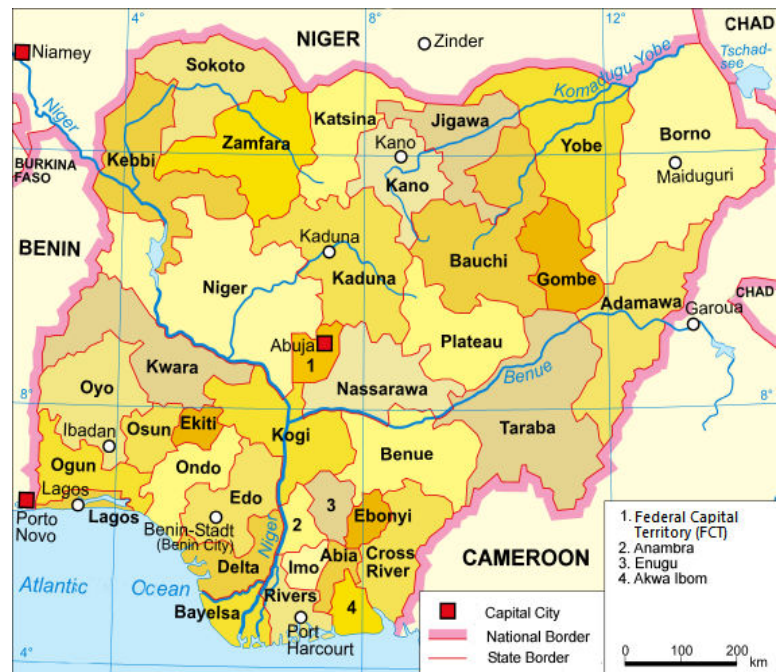 4°
8°
12°
CHAD
NIGER
Zinder
Niamey
Tschad-
see
Sokoto
Komadugu Yobe
Niger
Katsina
Jigawa
Borno
Kebbi
Zamfara
Kano
Yobe
BURKINA
FASO
Kano
Maiduguri
BENIN
Kaduna
Bauchi
Niger
Kaduna
Gombe
CHAD
Adamawa
Garoua
Abuja
1
Plateau
Kwara
Benue
Oyo
Nassarawa
8°
8°
12°
Ibadan
Osun
Ekiti
Kogi
Taraba
Ogun
Ondo
Benue
Lagos
Edo
3
Ebonyi
Porto
Novo
Lagos
Benin-Stadt
(Benin City)
Niger
2
Abia
Cross
River
CAMEROON
Imo
Atlantic
Ocean
Delta
Rivers
4
Bayelsa
Port
Harcourt
4°
1. Federal Capital
Territory (FCT)
2. Anambra
3. Enugu
4. Akwa Ibom
Capital City
National Border
State Border
0 100 200
km